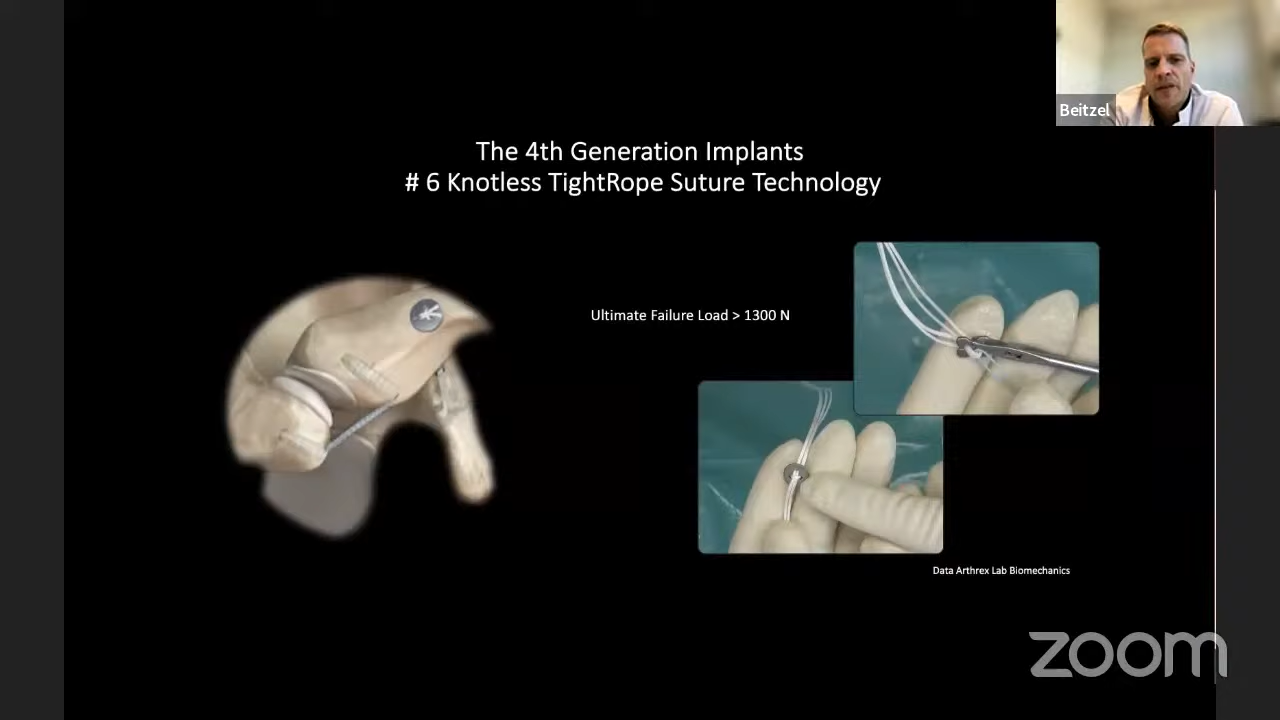 Beitzel
The 4th Generation Implants
# 6 Knotless TightRope Suture Technology
Ultimate Failure Load > 1300 N
Data Arthrex Lab Biomechanics
zoom